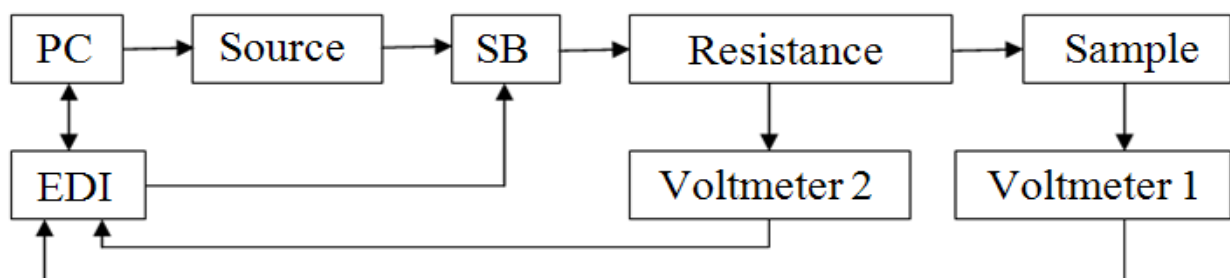 PC
Source
SB
Resistance
Sample
EDI
Voltmeter 2
Voltmeter 1